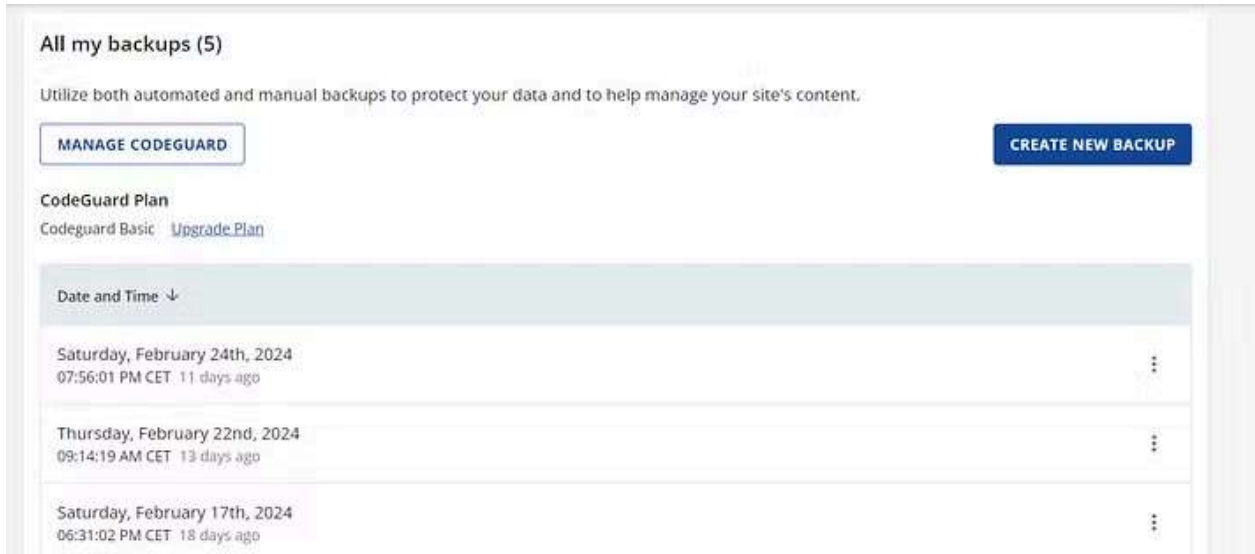 All my backups (5)
Utilize both automated and manual backups to protect your data and to help manage your site's content.
MANAGE CODEGUARD
CREATE NEW BACKUP
CodeGuard Plan
Codeguard Basic Upgrade Plan
Date and Time ↓
Saturday, February 24th, 2024
07:56:01 PM CET 11 days ago
Thursday, February 22nd, 2024
09:14:19 AM CET 13 days ago
Saturday, February 17th, 2024
06:31:02 PM CET 18 days ago